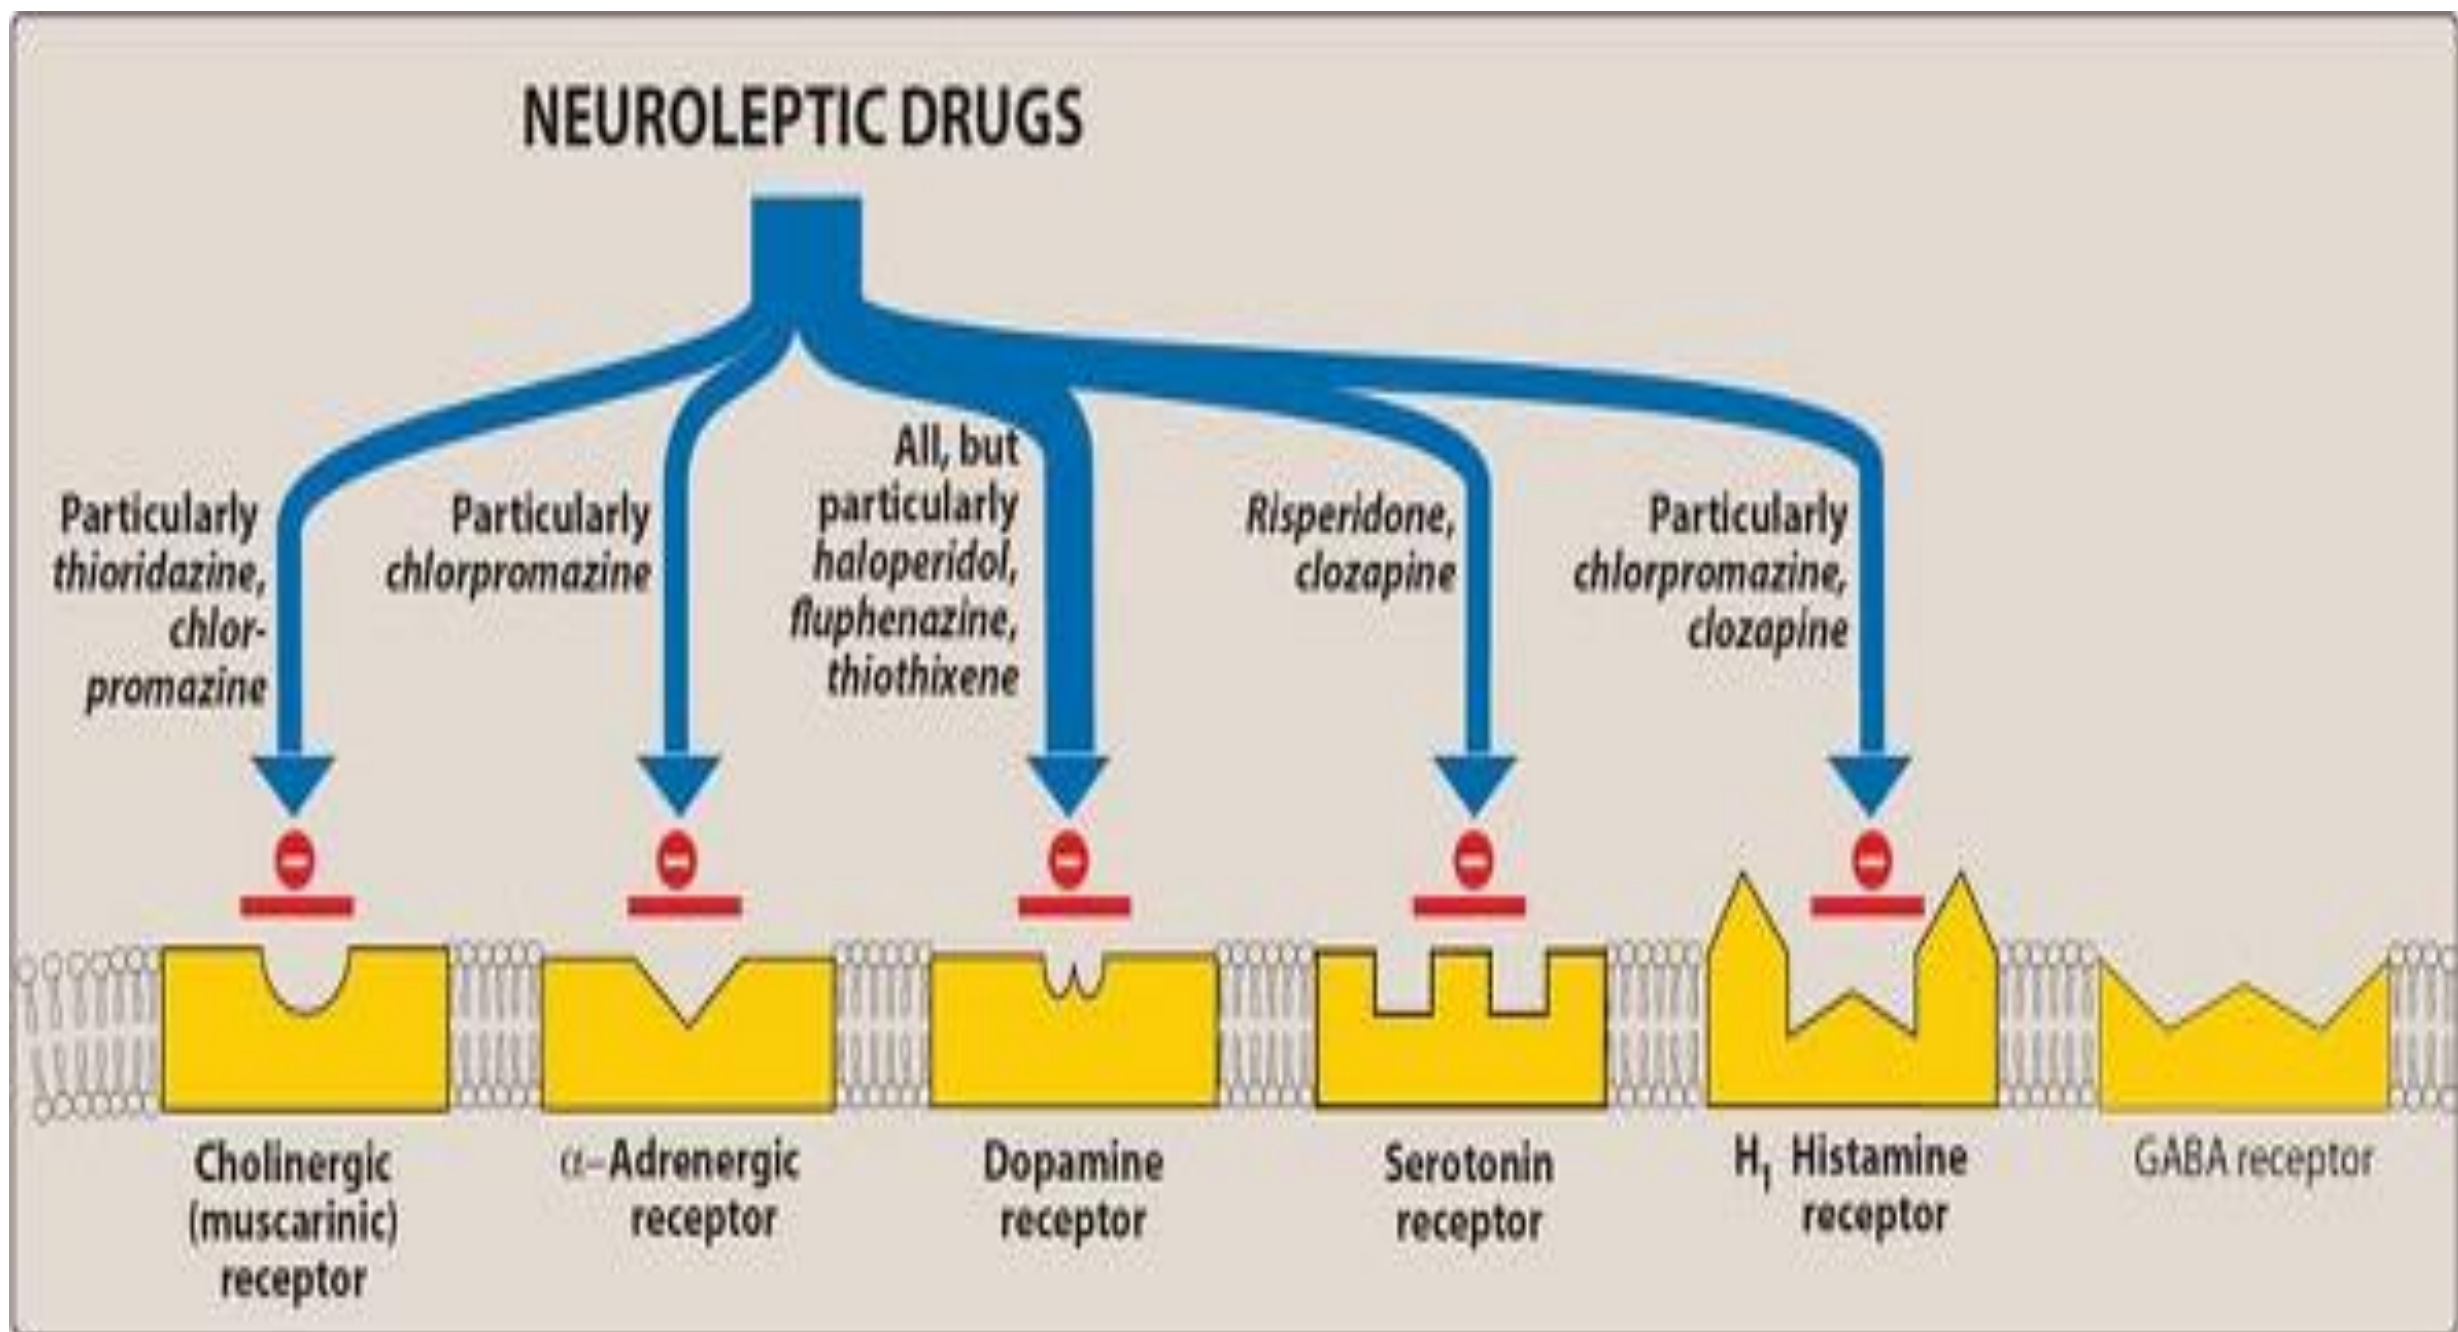 NEUROLEPTIC DRUGS
Particularly
thioridazine,
chlor-
promazine
Particularly
chlorpromazine
All, but
particularly
haloperidol,
fluphenazine,
thiothixene
Risperidone,
clozapine
Particularly
chlorpromazine,
clozapine
Cholinergic
(muscarinic)
receptor
α–Adrenergic
receptor
Dopamine
receptor
Serotonin
receptor
H₁ Histamine
receptor
GABA receptor